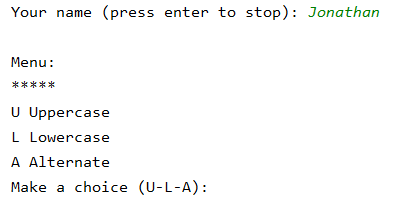 Your name (press enter to stop): Jonathan
Menu:
*****
U Uppercase
L Lowercase
A Alternate
Make a choice (U-L-A):